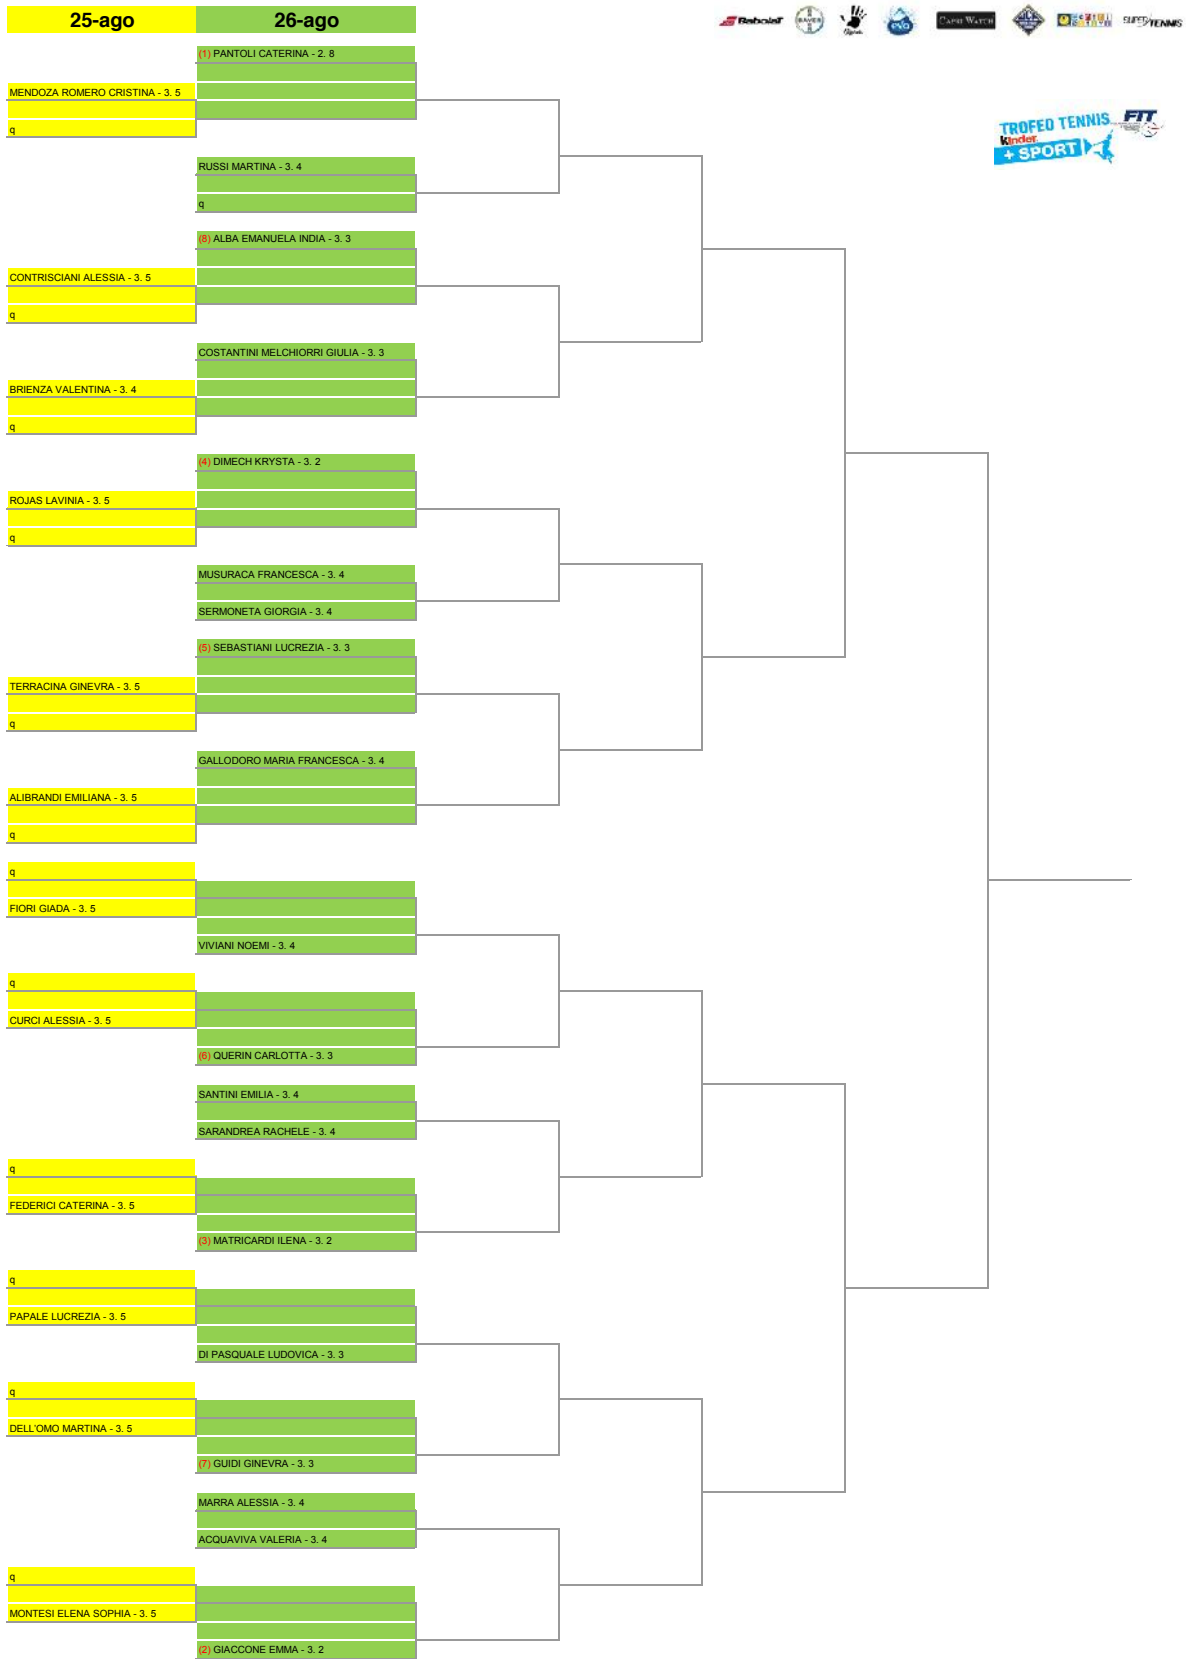 25-ago 26-ago
Babolat BAYER CAPRI WATCH SUPERTENNIS
(1) PANTOLI CATERINA - 2. 8
MENDOZA ROMERO CRISTINA - 3. 5
q
TROFEO TENNIS FIT
Kinder
+ SPORT
RUSSI MARTINA - 3. 4
q
(8) ALBA EMANUELA INDIA - 3. 3
CONTRISCIANI ALESSIA - 3. 5
q
COSTANTINI MELCHIORRI GIULIA - 3. 3
BRIENZA VALENTINA - 3. 4
q
(4) DIMECH KRYSTA - 3. 2
ROJAS LAVINIA - 3. 5
q
MUSURACA FRANCESCA - 3. 4
SERMONETA GIORGIA - 3. 4
(5) SEBASTIANI LUCREZIA - 3. 3
TERRACINA GINEVRA - 3. 5
q
GALLODORO MARIA FRANCESCA - 3. 4
ALIBRANDI EMILIANA - 3. 5
q
q
FIORI GIADA - 3. 5
VIVIANI NOEMI - 3. 4
q
CURCI ALESSIA - 3. 5
(6) QUERIN CARLOTTA - 3. 3
SANTINI EMILIA - 3. 4
SARANDREA RACHELE - 3. 4
q
FEDERICI CATERINA - 3. 5
(3) MATRICARDI ILENA - 3. 2
q
PAPALE LUCREZIA - 3. 5
DI PASQUALE LUDOVICA - 3. 3
q
DELL'OMO MARTINA - 3. 5
(7) GUIDI GINEVRA - 3. 3
MARRA ALESSIA - 3. 4
ACQUAVIVA VALERIA - 3. 4
q
MONTESI ELENA SOPHIA - 3. 5
(2) GIACCONE EMMA - 3. 2